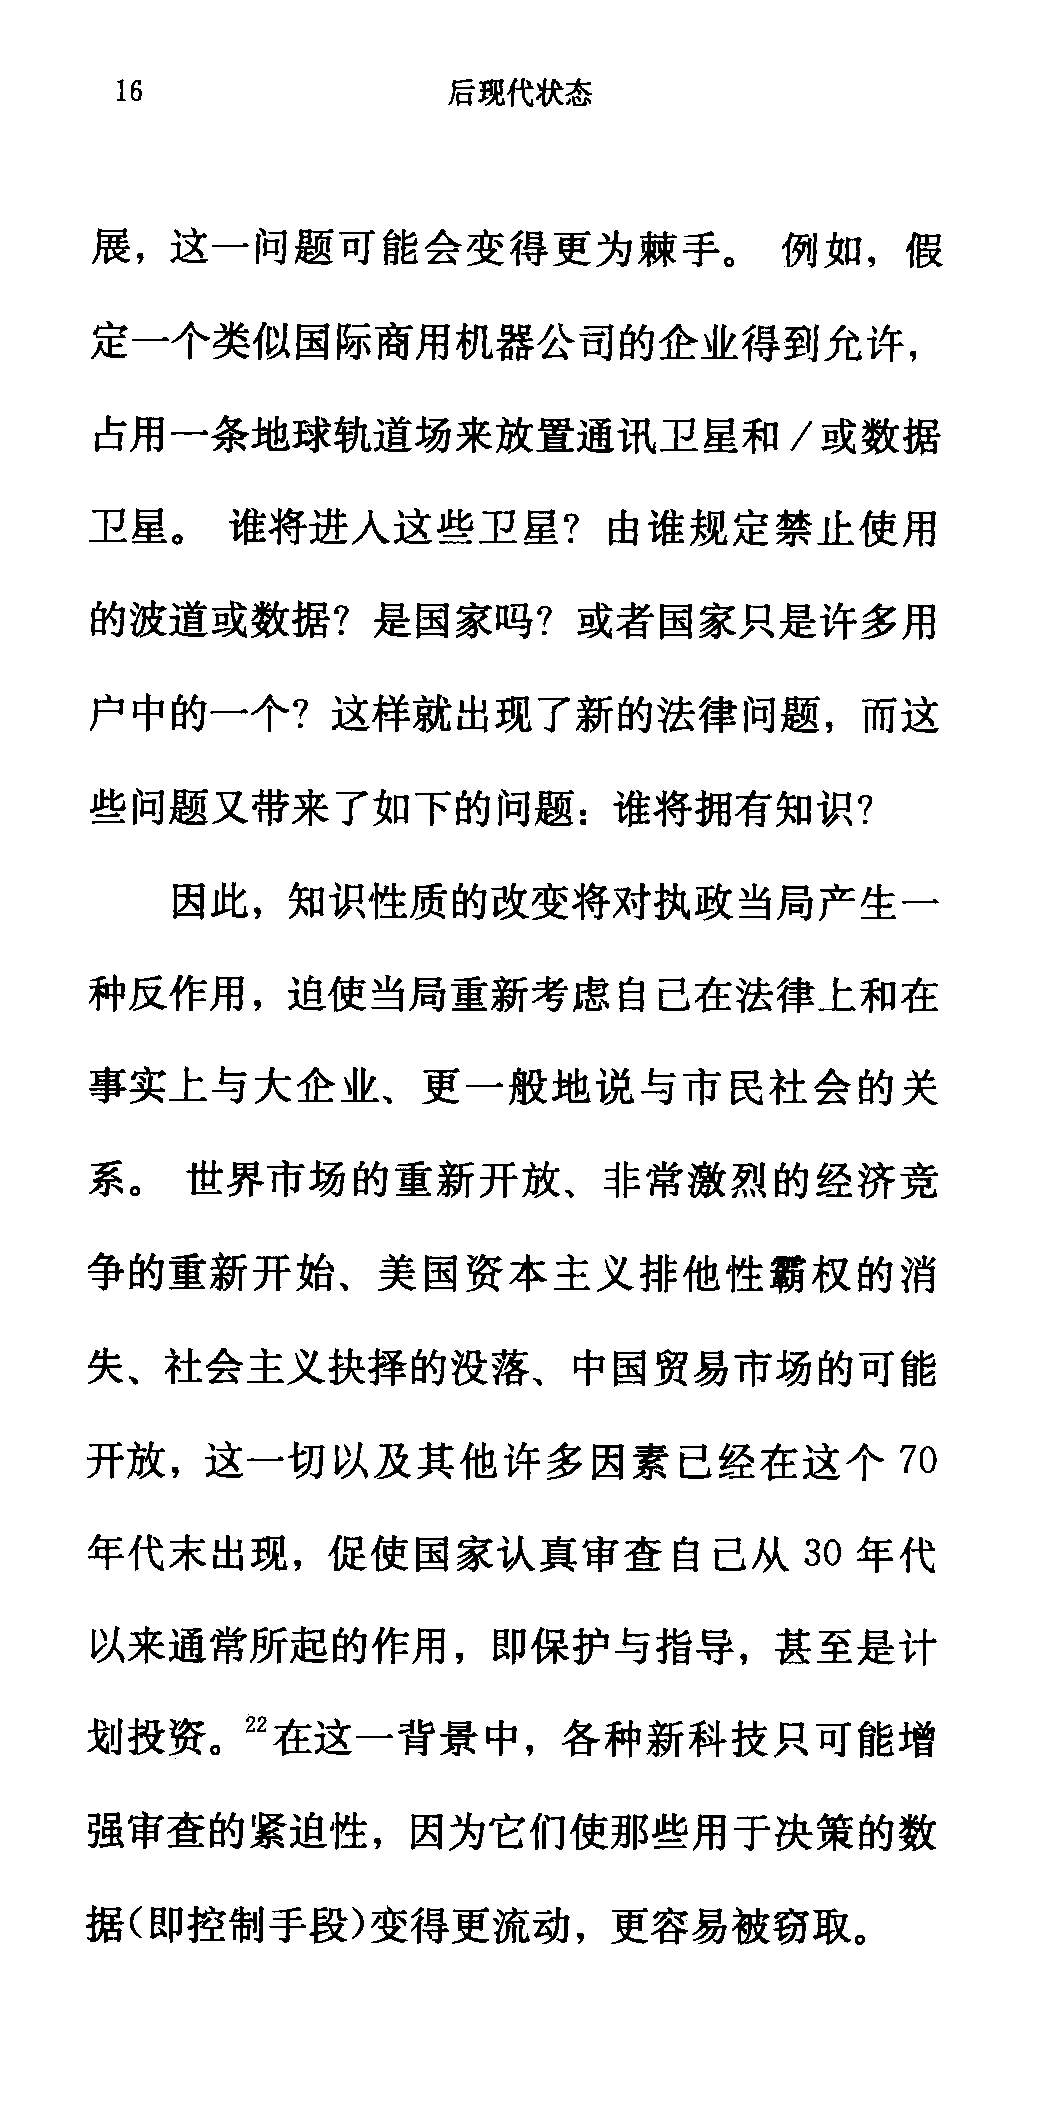 16 后现代状态
展，这一问题可能会变得更为棘手。 例如，假
定一个类似国际商用机器公司的企业得到允许，
占用一条地球轨道场来放置通讯卫星和／或数据
卫星。 谁将进入这些卫星？由谁规定禁止使用
的波道或数据？是国家吗？或者国家只是许多用
户中的一个？这样就出现了新的法律问题，而这
些问题又带来了如下的问题：谁将拥有知识？
因此，知识性质的改变将对执政当局产生一
种反作用，迫使当局重新考虑自己在法律上和在
事实上与大企业、更一般地说与市民社会的关
系。 世界市场的重新开放、非常激烈的经济竞
争的重新开始、美国资本主义排他性霸权的消
失、社会主义抉择的没落、中国贸易市场的可能
开放，这一切以及其他许多因素已经在这个 70
年代末出现，促使国家认真审查自己从 30 年代
以来通常所起的作用，即保护与指导，甚至是计
划投资。22在这一背景中，各种新科技只可能增
强审查的紧迫性，因为它们使那些用于决策的数
据(即控制手段)变得更流动，更容易被窃取。